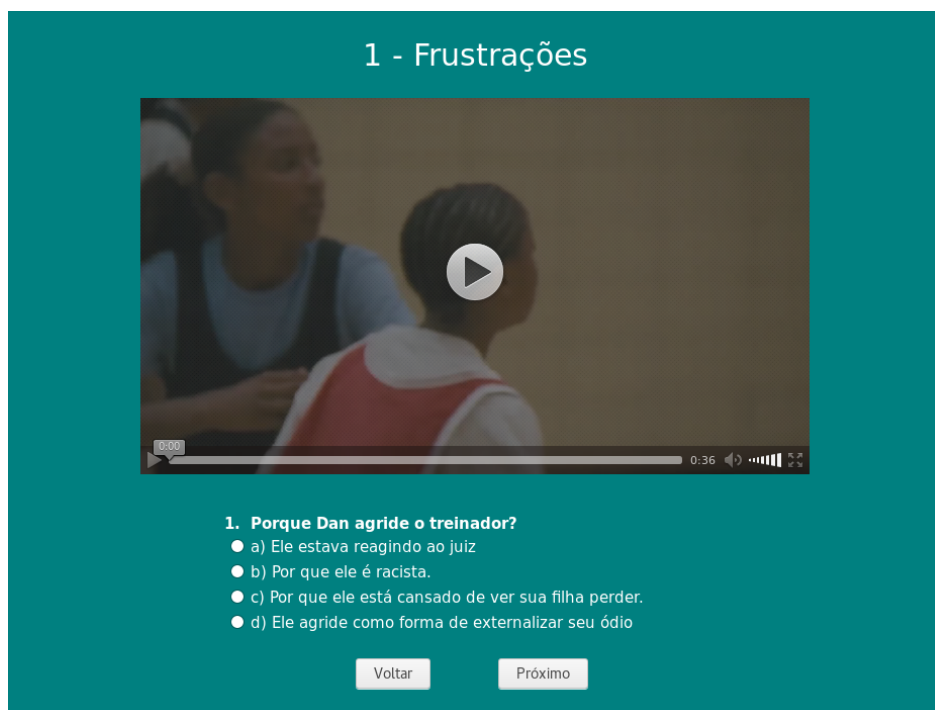 1 - Frustrações
0:00
0:36
1. Porque Dan agride o treinador?
a) Ele estava reagindo ao juiz
b) Por que ele é racista.
c) Por que ele está cansado de ver sua filha perder.
d) Ele agride como forma de externalizar seu ódio
Voltar Próximo